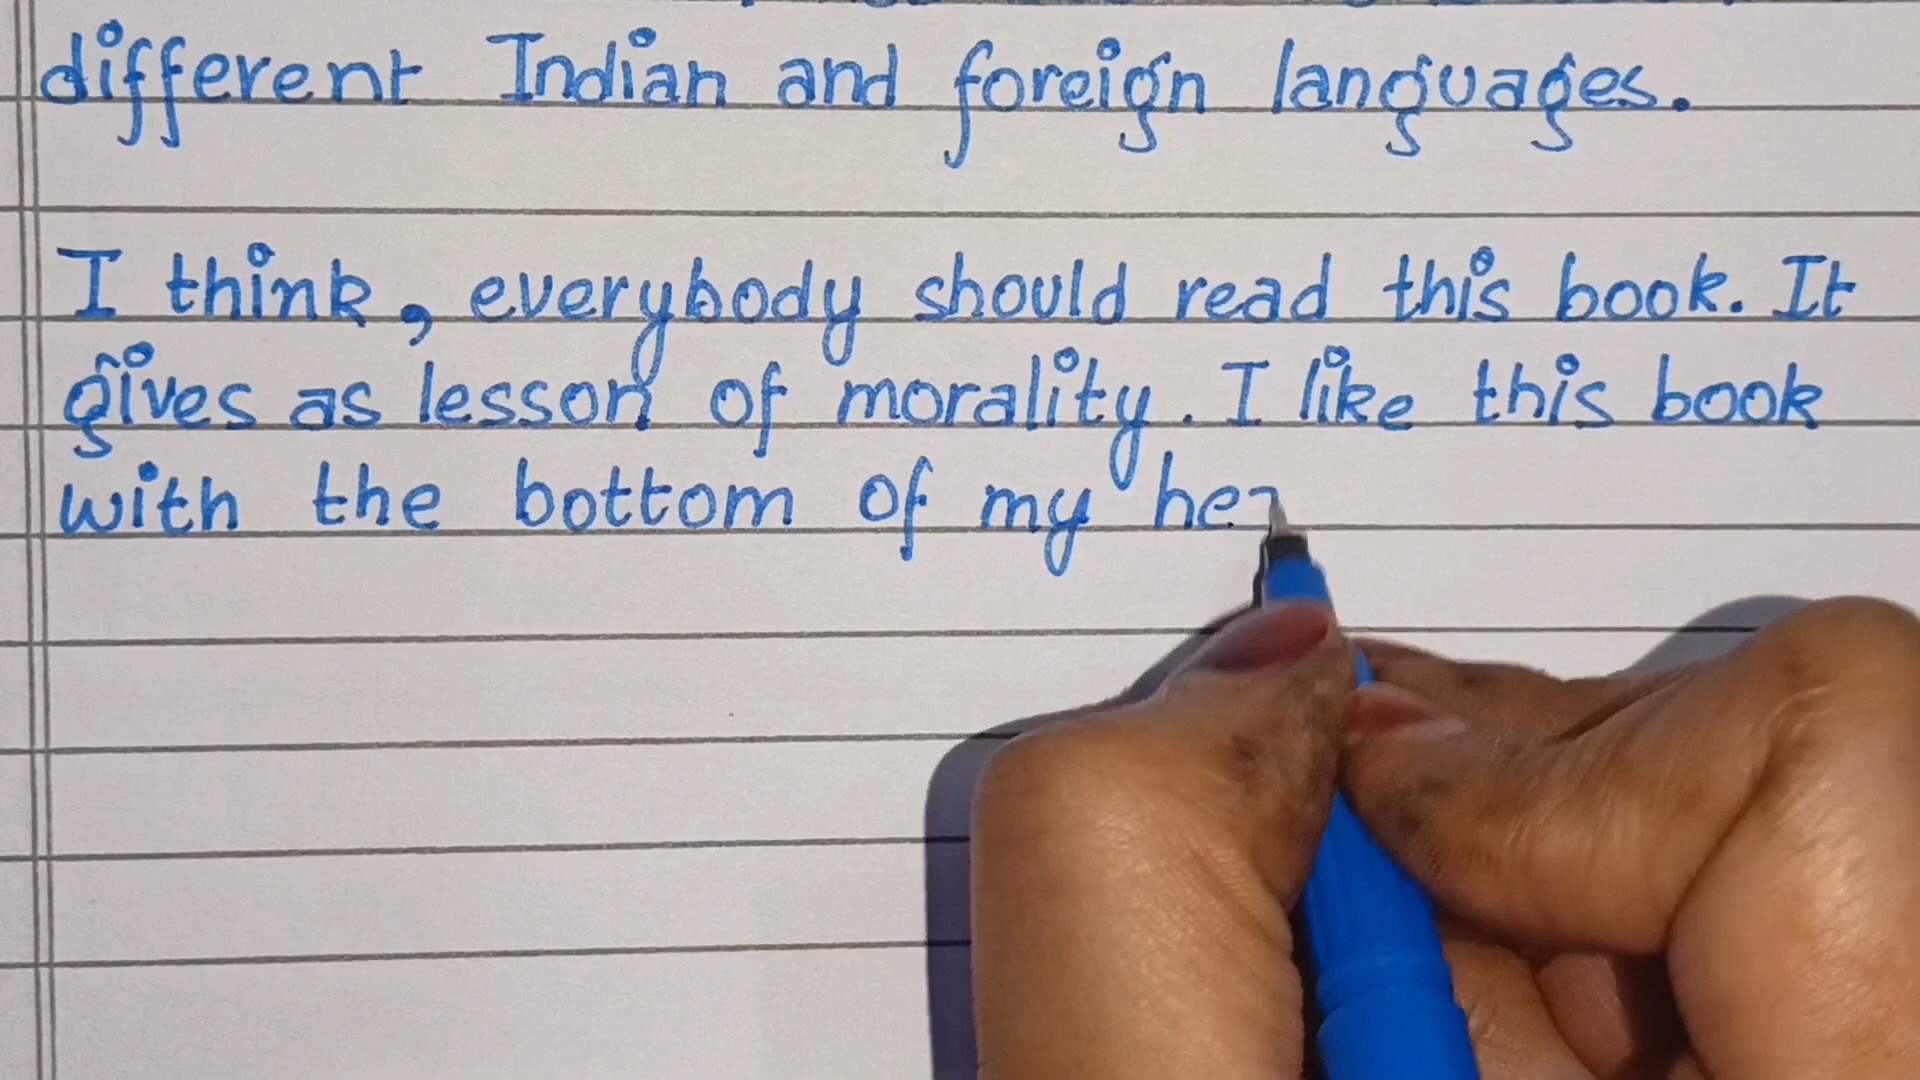 different Indian and foreign languages.
I think, everybody should read this book. It
gives as lesson of morality. I like this book
with the bottom of my he